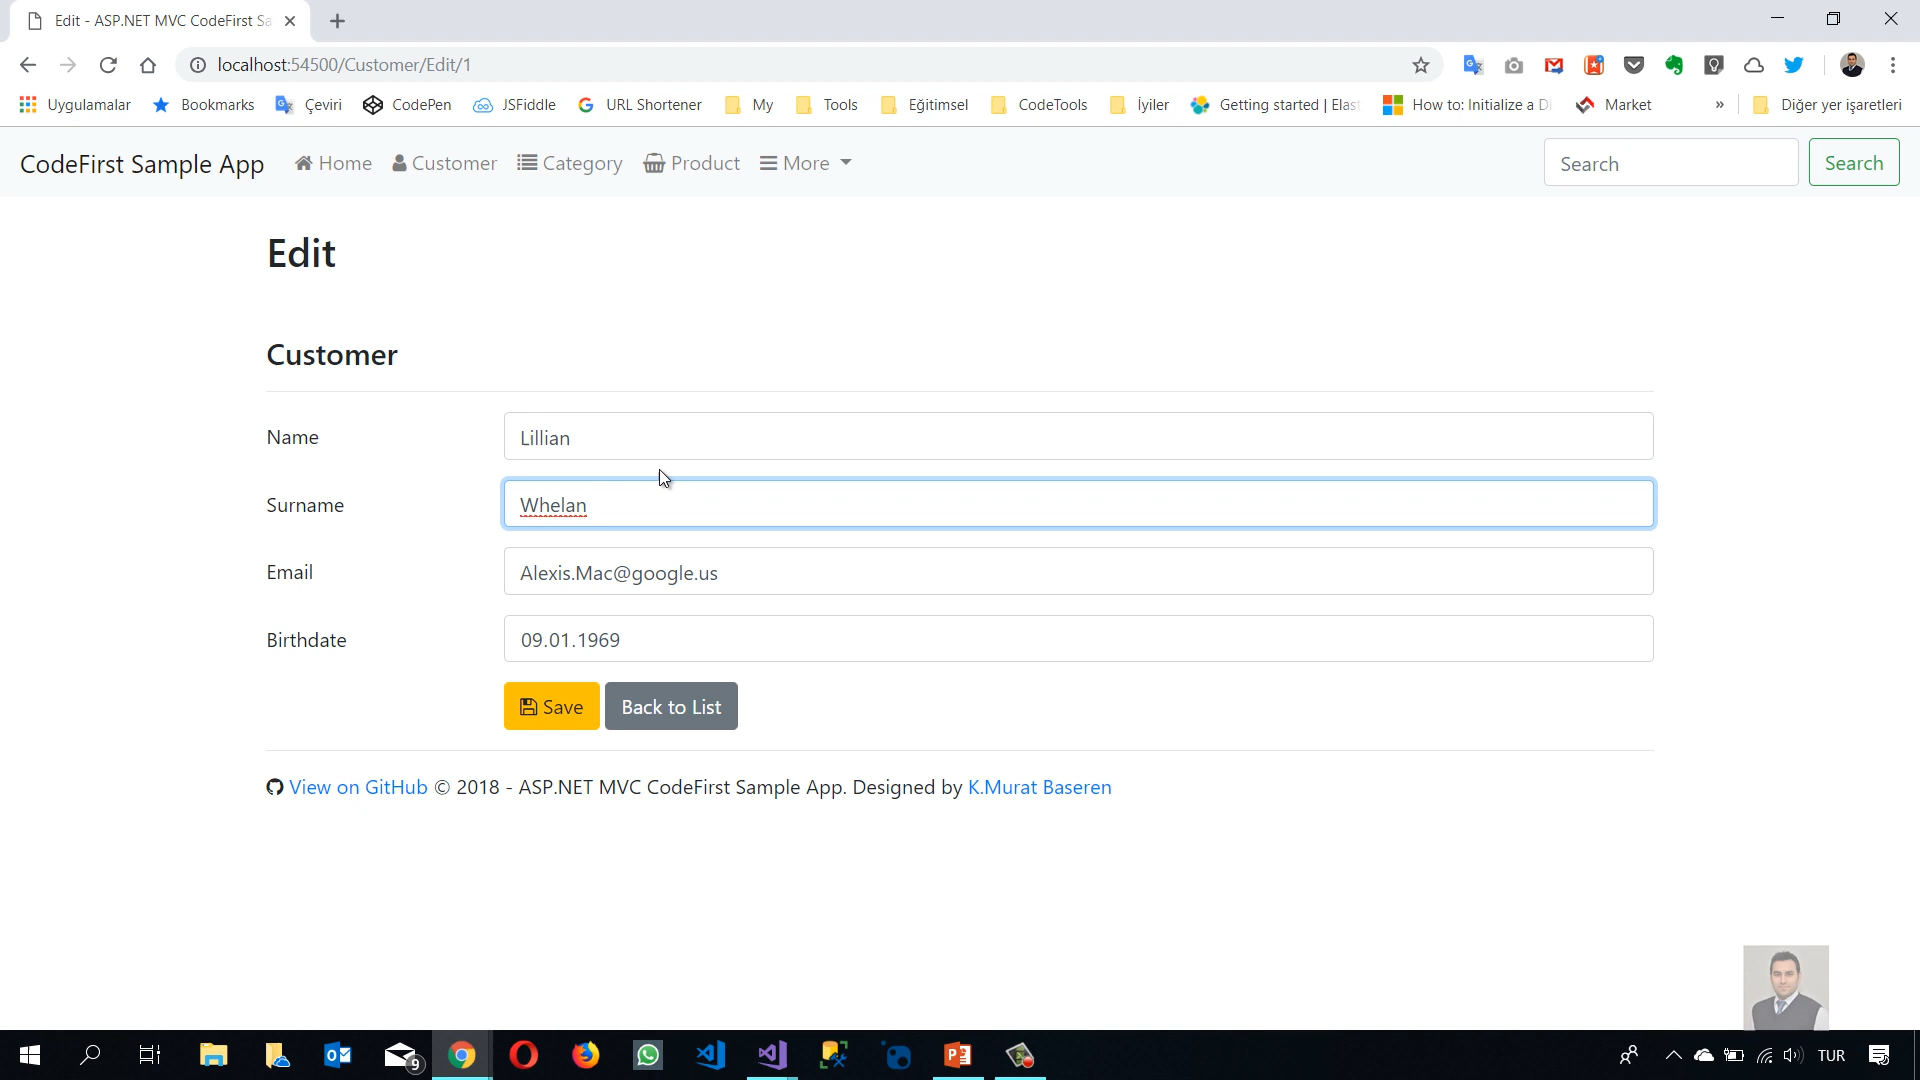 Edit - ASP.NET MVC CodeFirst Sa
localhost:54500/Customer/Edit/1
Uygulamalar Bookmarks Çeviri CodePen JSFiddle URL Shortener My Tools Eğitimsel CodeTools İyiler Getting started | Elast How to: Initialize a D Market » Diğer yer işaretleri
CodeFirst Sample App Home Customer Category Product More Search Search
Edit
Customer
Name Lillian
Surname Whelan
Email Alexis.Mac@google.us
Birthdate 09.01.1969
Save Back to List
View on GitHub © 2018 - ASP.NET MVC CodeFirst Sample App. Designed by K.Murat Baseren
9 TUR